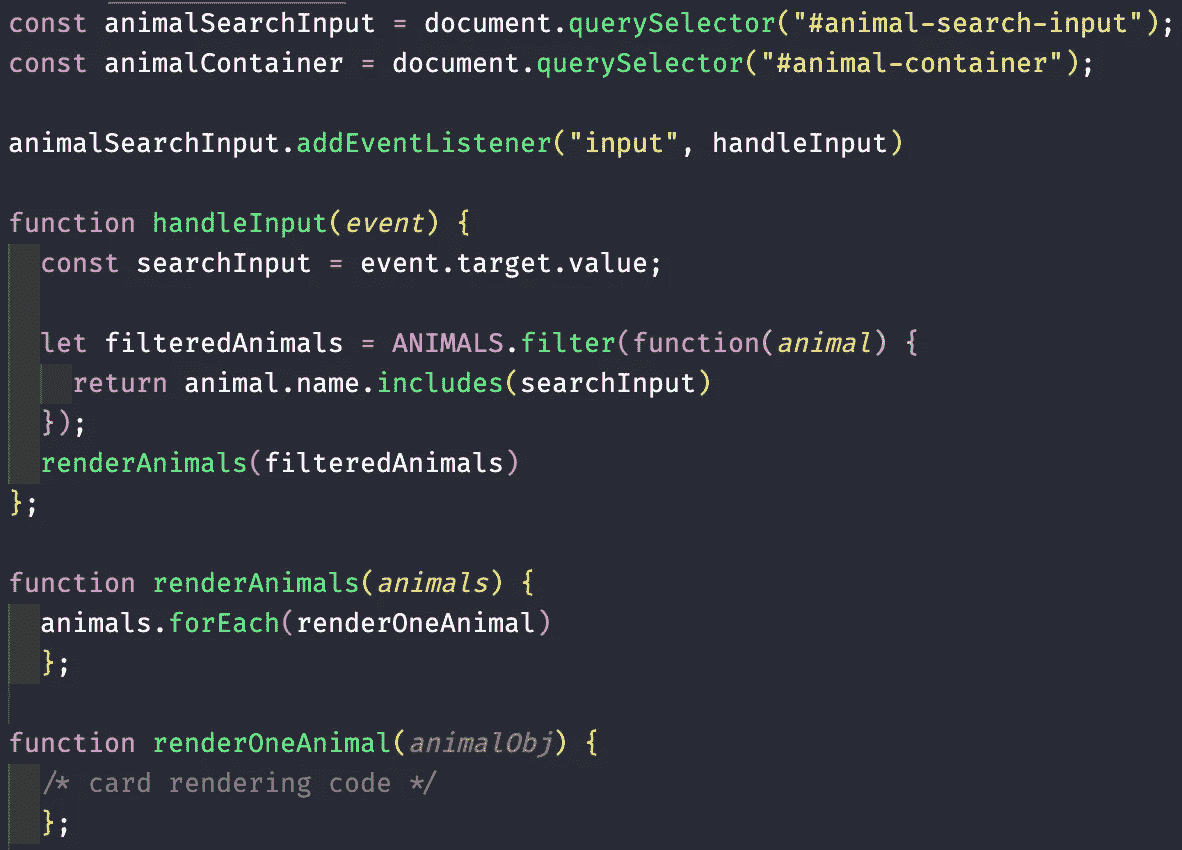 const animalSearchInput = document.querySelector("#animal-search-input");
const animalContainer = document.querySelector("#animal-container");
animalSearchInput.addEventListener("input", handleInput)
function handleInput(event) {
const searchInput = event.target.value;
let filteredAnimals = ANIMALS.filter(function(animal) {
return animal.name.includes(searchInput)
});
renderAnimals(filteredAnimals)
};
function renderAnimals(animals) {
animals.forEach(renderOneAnimal)
};
function renderOneAnimal(animalObj) {
/* card rendering code */
};